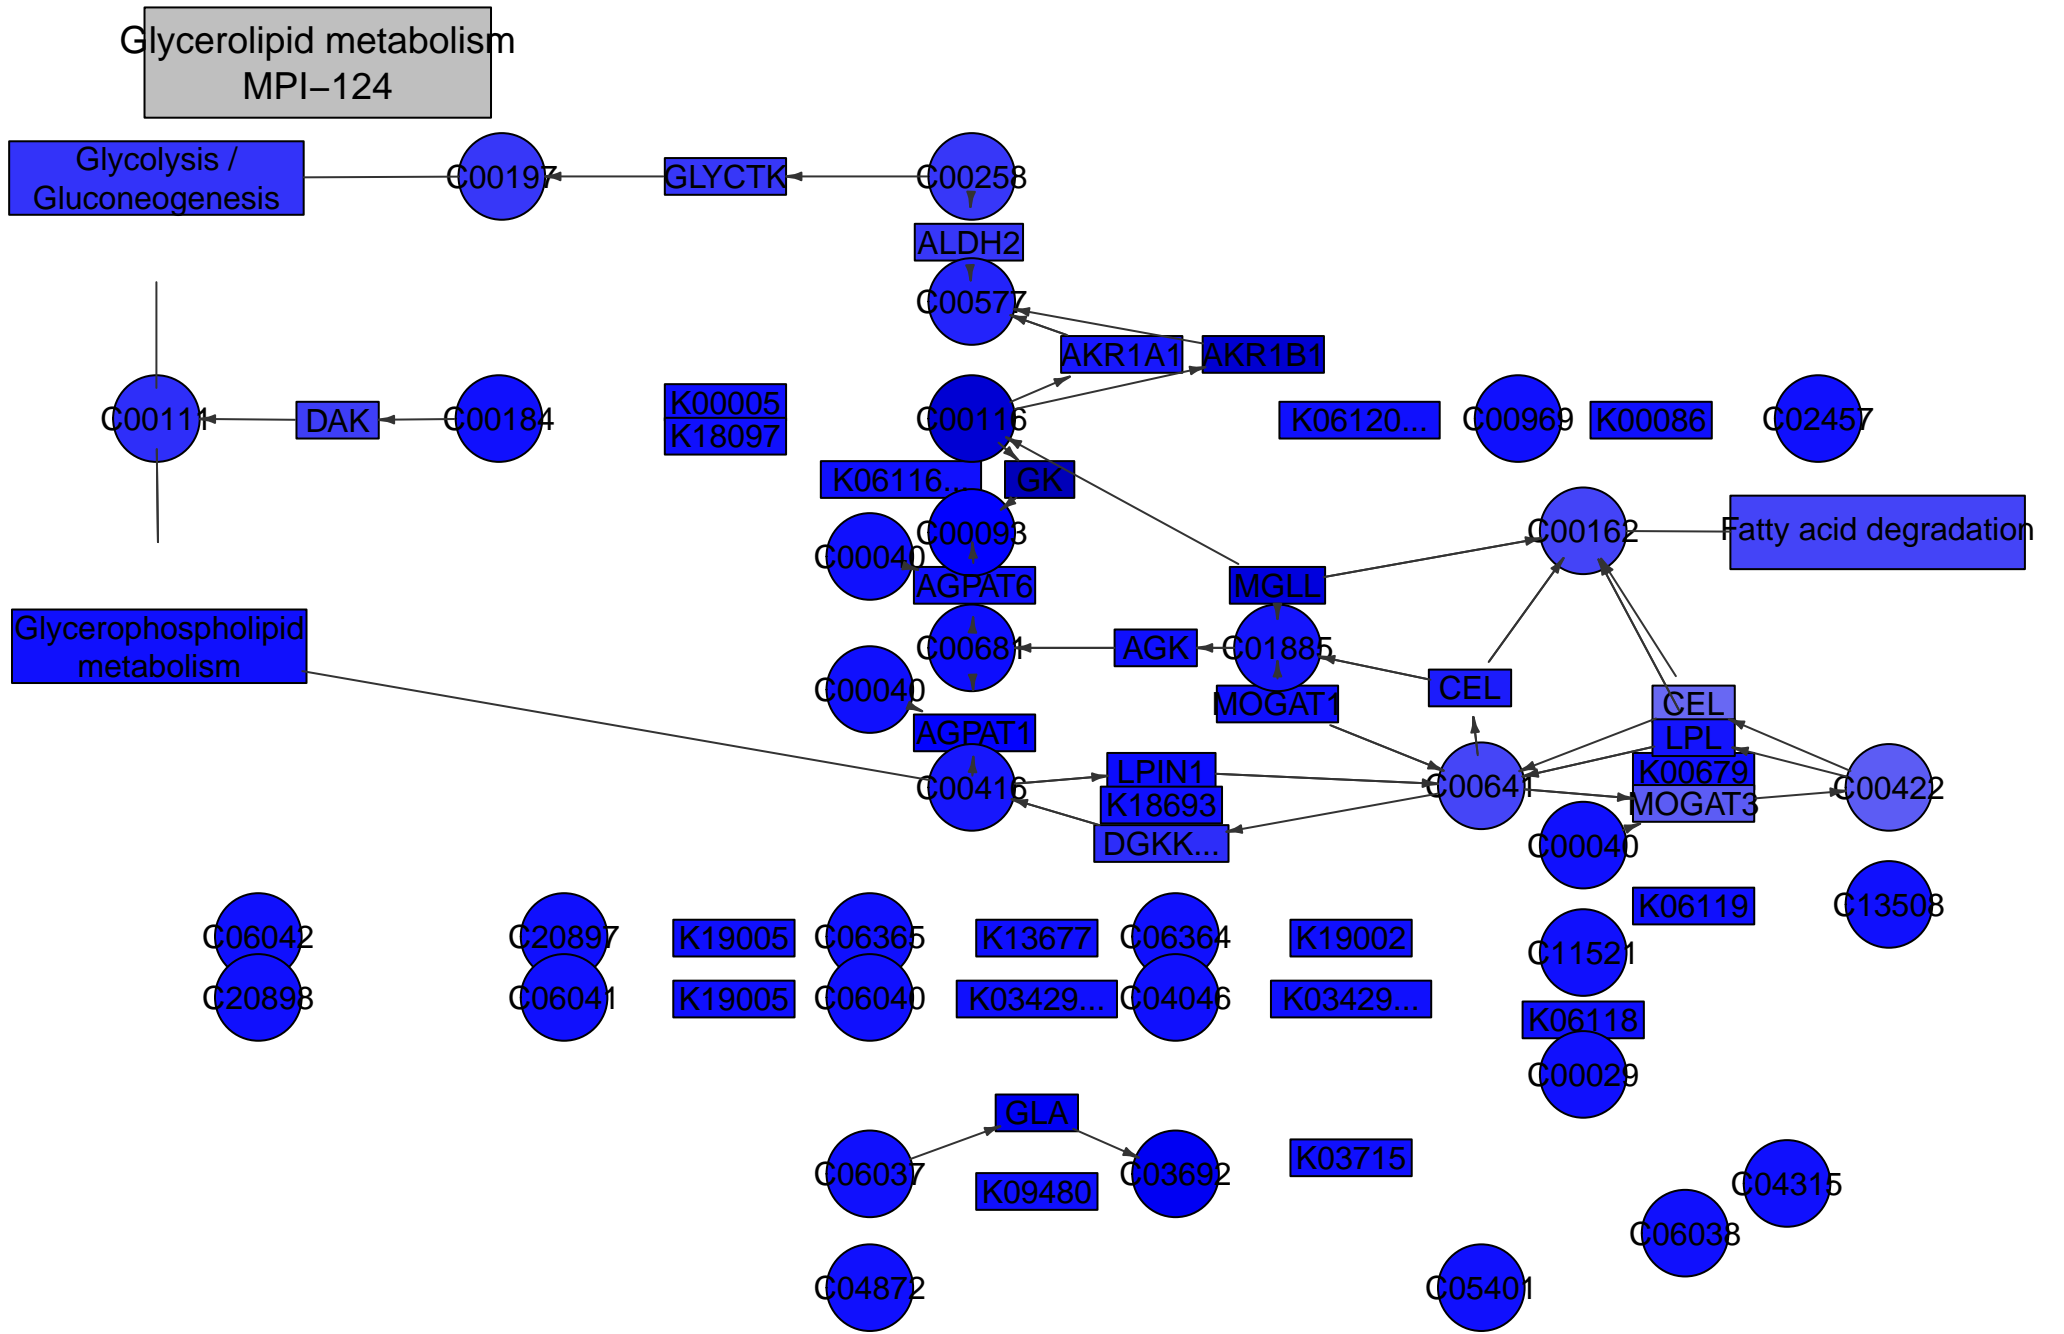 Glycerolipid metabolism
MPI−124
Glycolysis /
Gluconeogenesis
C00197
GLYCTK
C00258
ALDH2
C00577
AKR1A1
AKR1B1
C00111
DAK
C00184
K00005
K18097
C00116
K06120...
C00969
K00086
C02457
K06116...
GK
C00093
C00162
Fatty acid degradation
C00040
AGPAT6
MGLL
Glycerophospholipid
metabolism
C00681
AGK
C01885
C00040
MOGAT1
CEL
CEL
AGPAT1
LPL
C00416
LPIN1
K18693
DGKK...
C00641
K00679
MOGAT3
C00422
C00040
K06119
C13508
C06042
C20897
K19005
C06365
K13677
C06364
K19002
C11521
C20898
C06041
K19005
C06040
K03429...
C04046
K03429...
K06118
C00029
GLA
C06037
K09480
C03692
K03715
C04315
C06038
C04872
C05401